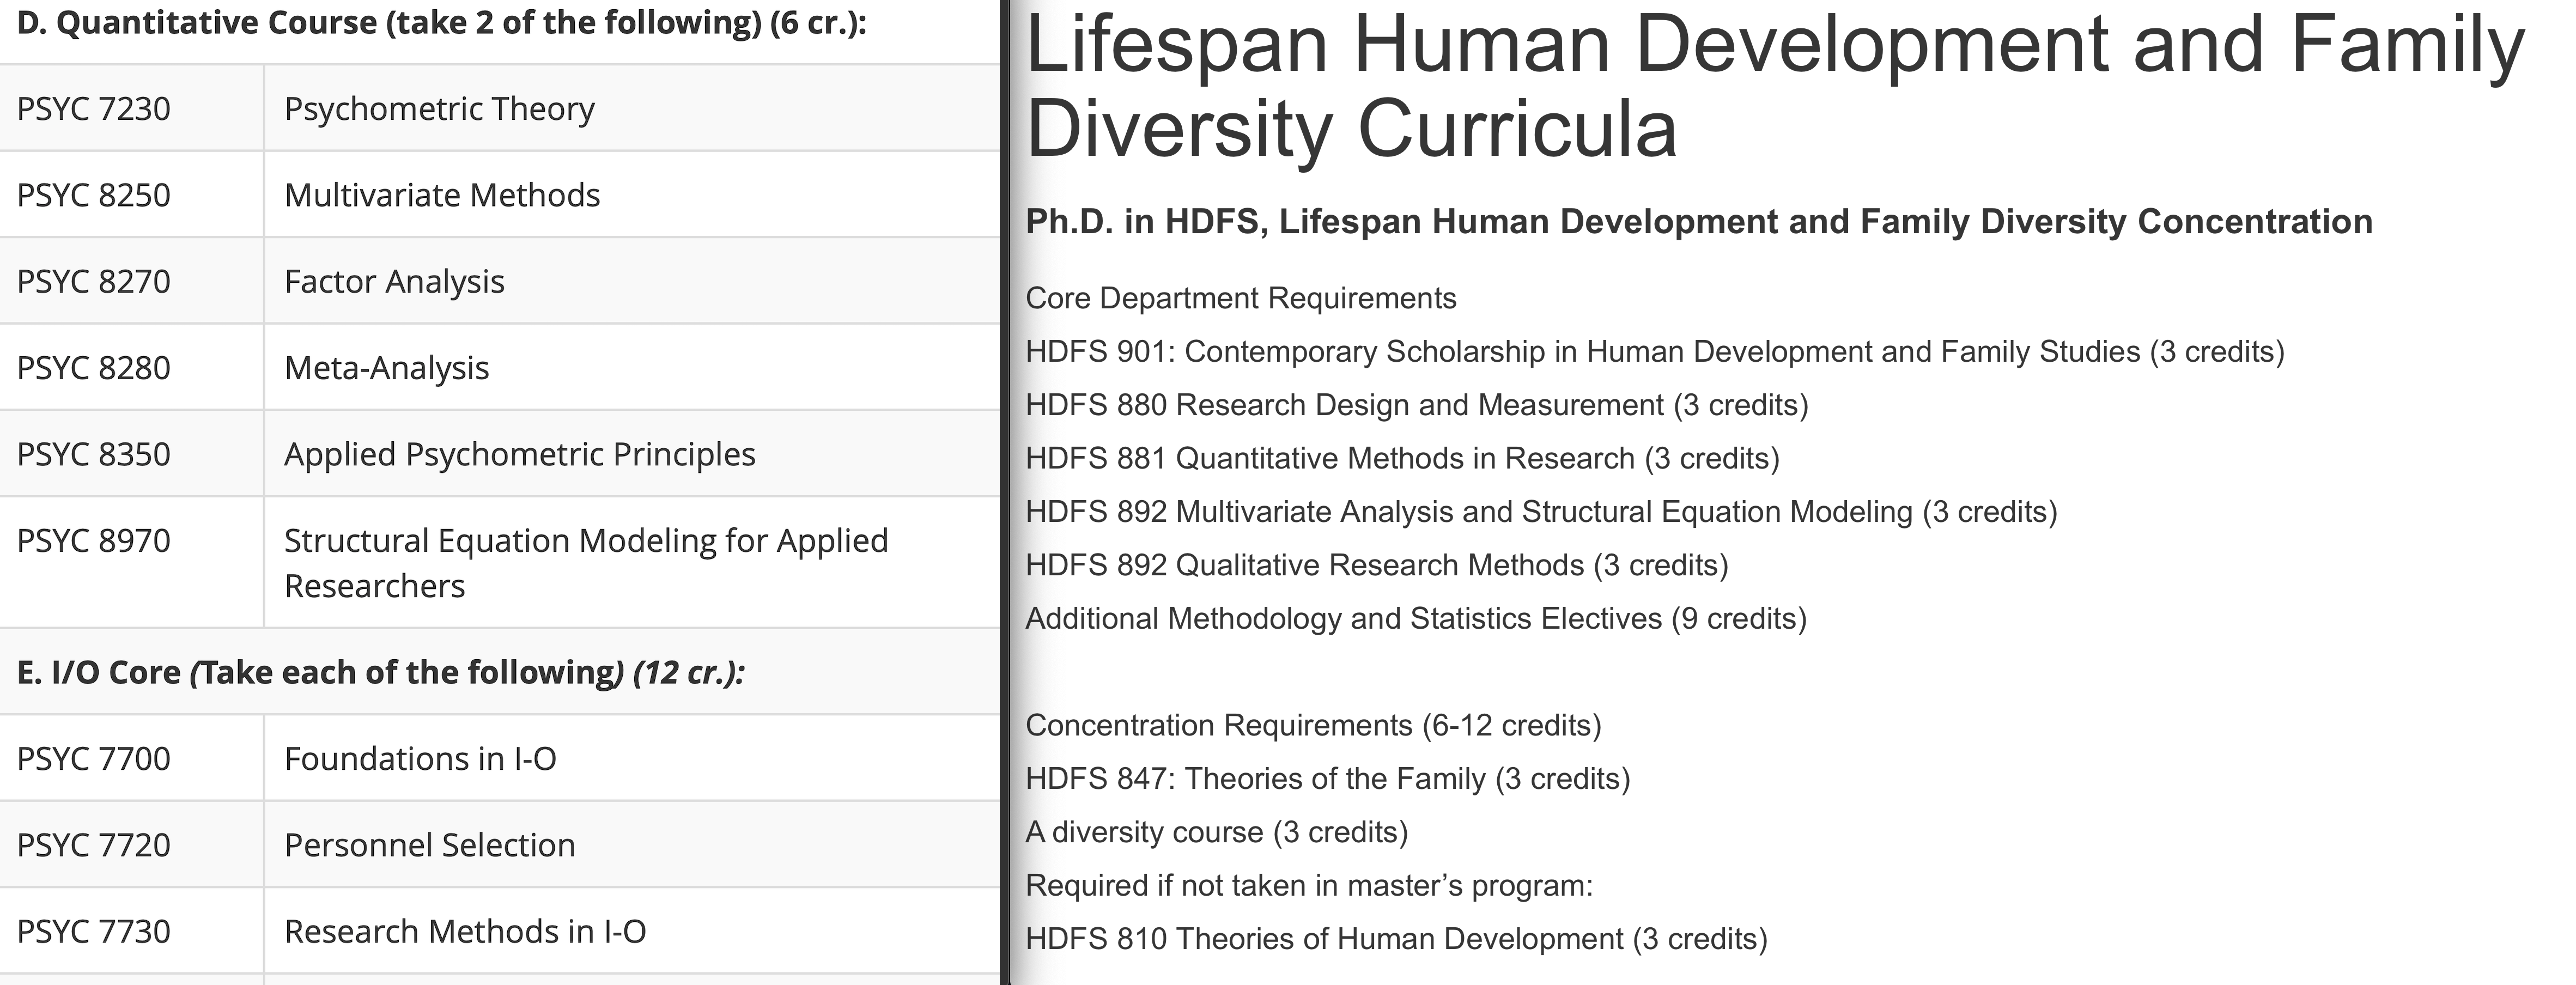 D. Quantitative Course (take 2 of the following) (6 cr.):
PSYC 7230 Psychometric Theory
PSYC 8250 Multivariate Methods
PSYC 8270 Factor Analysis
PSYC 8280 Meta-Analysis
PSYC 8350 Applied Psychometric Principles
PSYC 8970 Structural Equation Modeling for Applied
Researchers
E. I/O Core (Take each of the following) (12 cr.):
PSYC 7700 Foundations in I-O
PSYC 7720 Personnel Selection
PSYC 7730 Research Methods in I-O
Lifespan Human Development and Family
Diversity Curricula
Ph.D. in HDFS, Lifespan Human Development and Family Diversity Concentration
Core Department Requirements
HDFS 901: Contemporary Scholarship in Human Development and Family Studies (3 credits)
HDFS 880 Research Design and Measurement (3 credits)
HDFS 881 Quantitative Methods in Research (3 credits)
HDFS 892 Multivariate Analysis and Structural Equation Modeling (3 credits)
HDFS 892 Qualitative Research Methods (3 credits)
Additional Methodology and Statistics Electives (9 credits)
Concentration Requirements (6-12 credits)
HDFS 847: Theories of the Family (3 credits)
A diversity course (3 credits)
Required if not taken in master’s program:
HDFS 810 Theories of Human Development (3 credits)